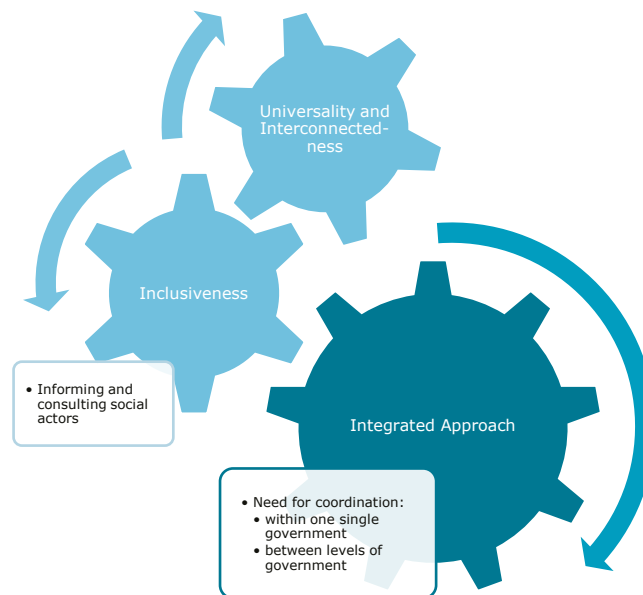 Universality and
Interconnected-
ness
Inclusiveness
• Informing and
consulting social
actors
Integrated Approach
• Need for coordination:
• within one single
government
• between levels of
government